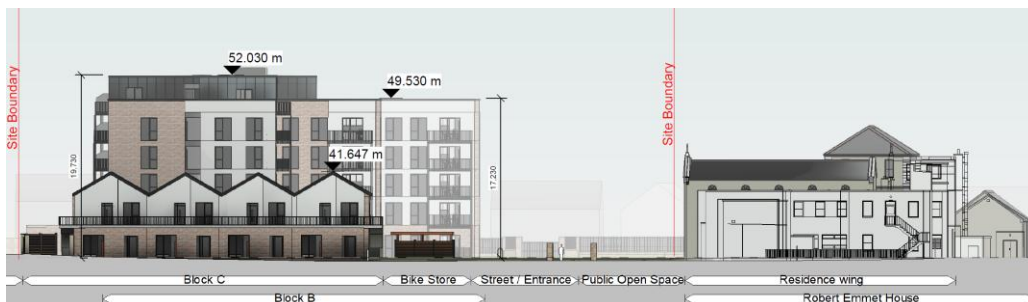 52.030 m
49.530 m
Site Boundary
Site Boundary
41.647 m
19.730
17.230
Block C
Bike Store
Street / Entrance
Public Open Space
Residence wing
Block B
Robert Emmet House